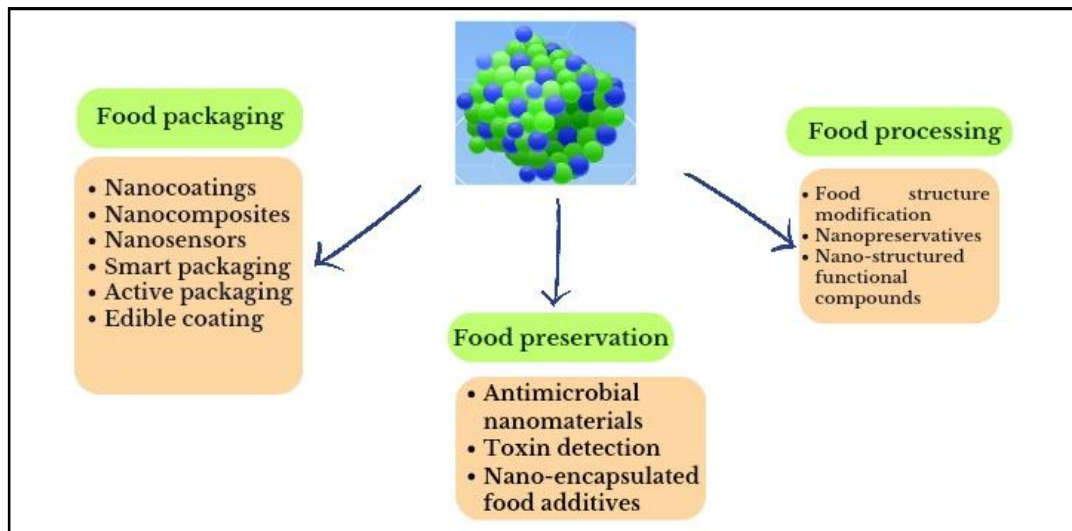 Food packaging
• Nanocoatings
• Nanocomposites
• Nanosensors
• Smart packaging
• Active packaging
• Edible coating
Food preservation
• Antimicrobial
nanomaterials
• Toxin detection
• Nano-encapsulated
food additives
Food processing
• Food structure
modification
• Nanopreservatives
• Nano-structured
functional
compounds